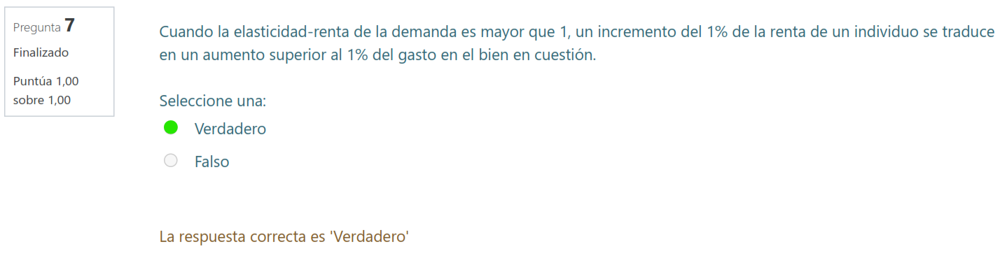 Pregunta 7
Finalizado
Puntúa 1,00
sobre 1,00
Cuando la elasticidad-renta de la demanda es mayor que 1, un incremento del 1% de la renta de un individuo se traduce
en un aumento superior al 1% del gasto en el bien en cuestión.
Seleccione una:
Verdadero
Falso
La respuesta correcta es 'Verdadero'